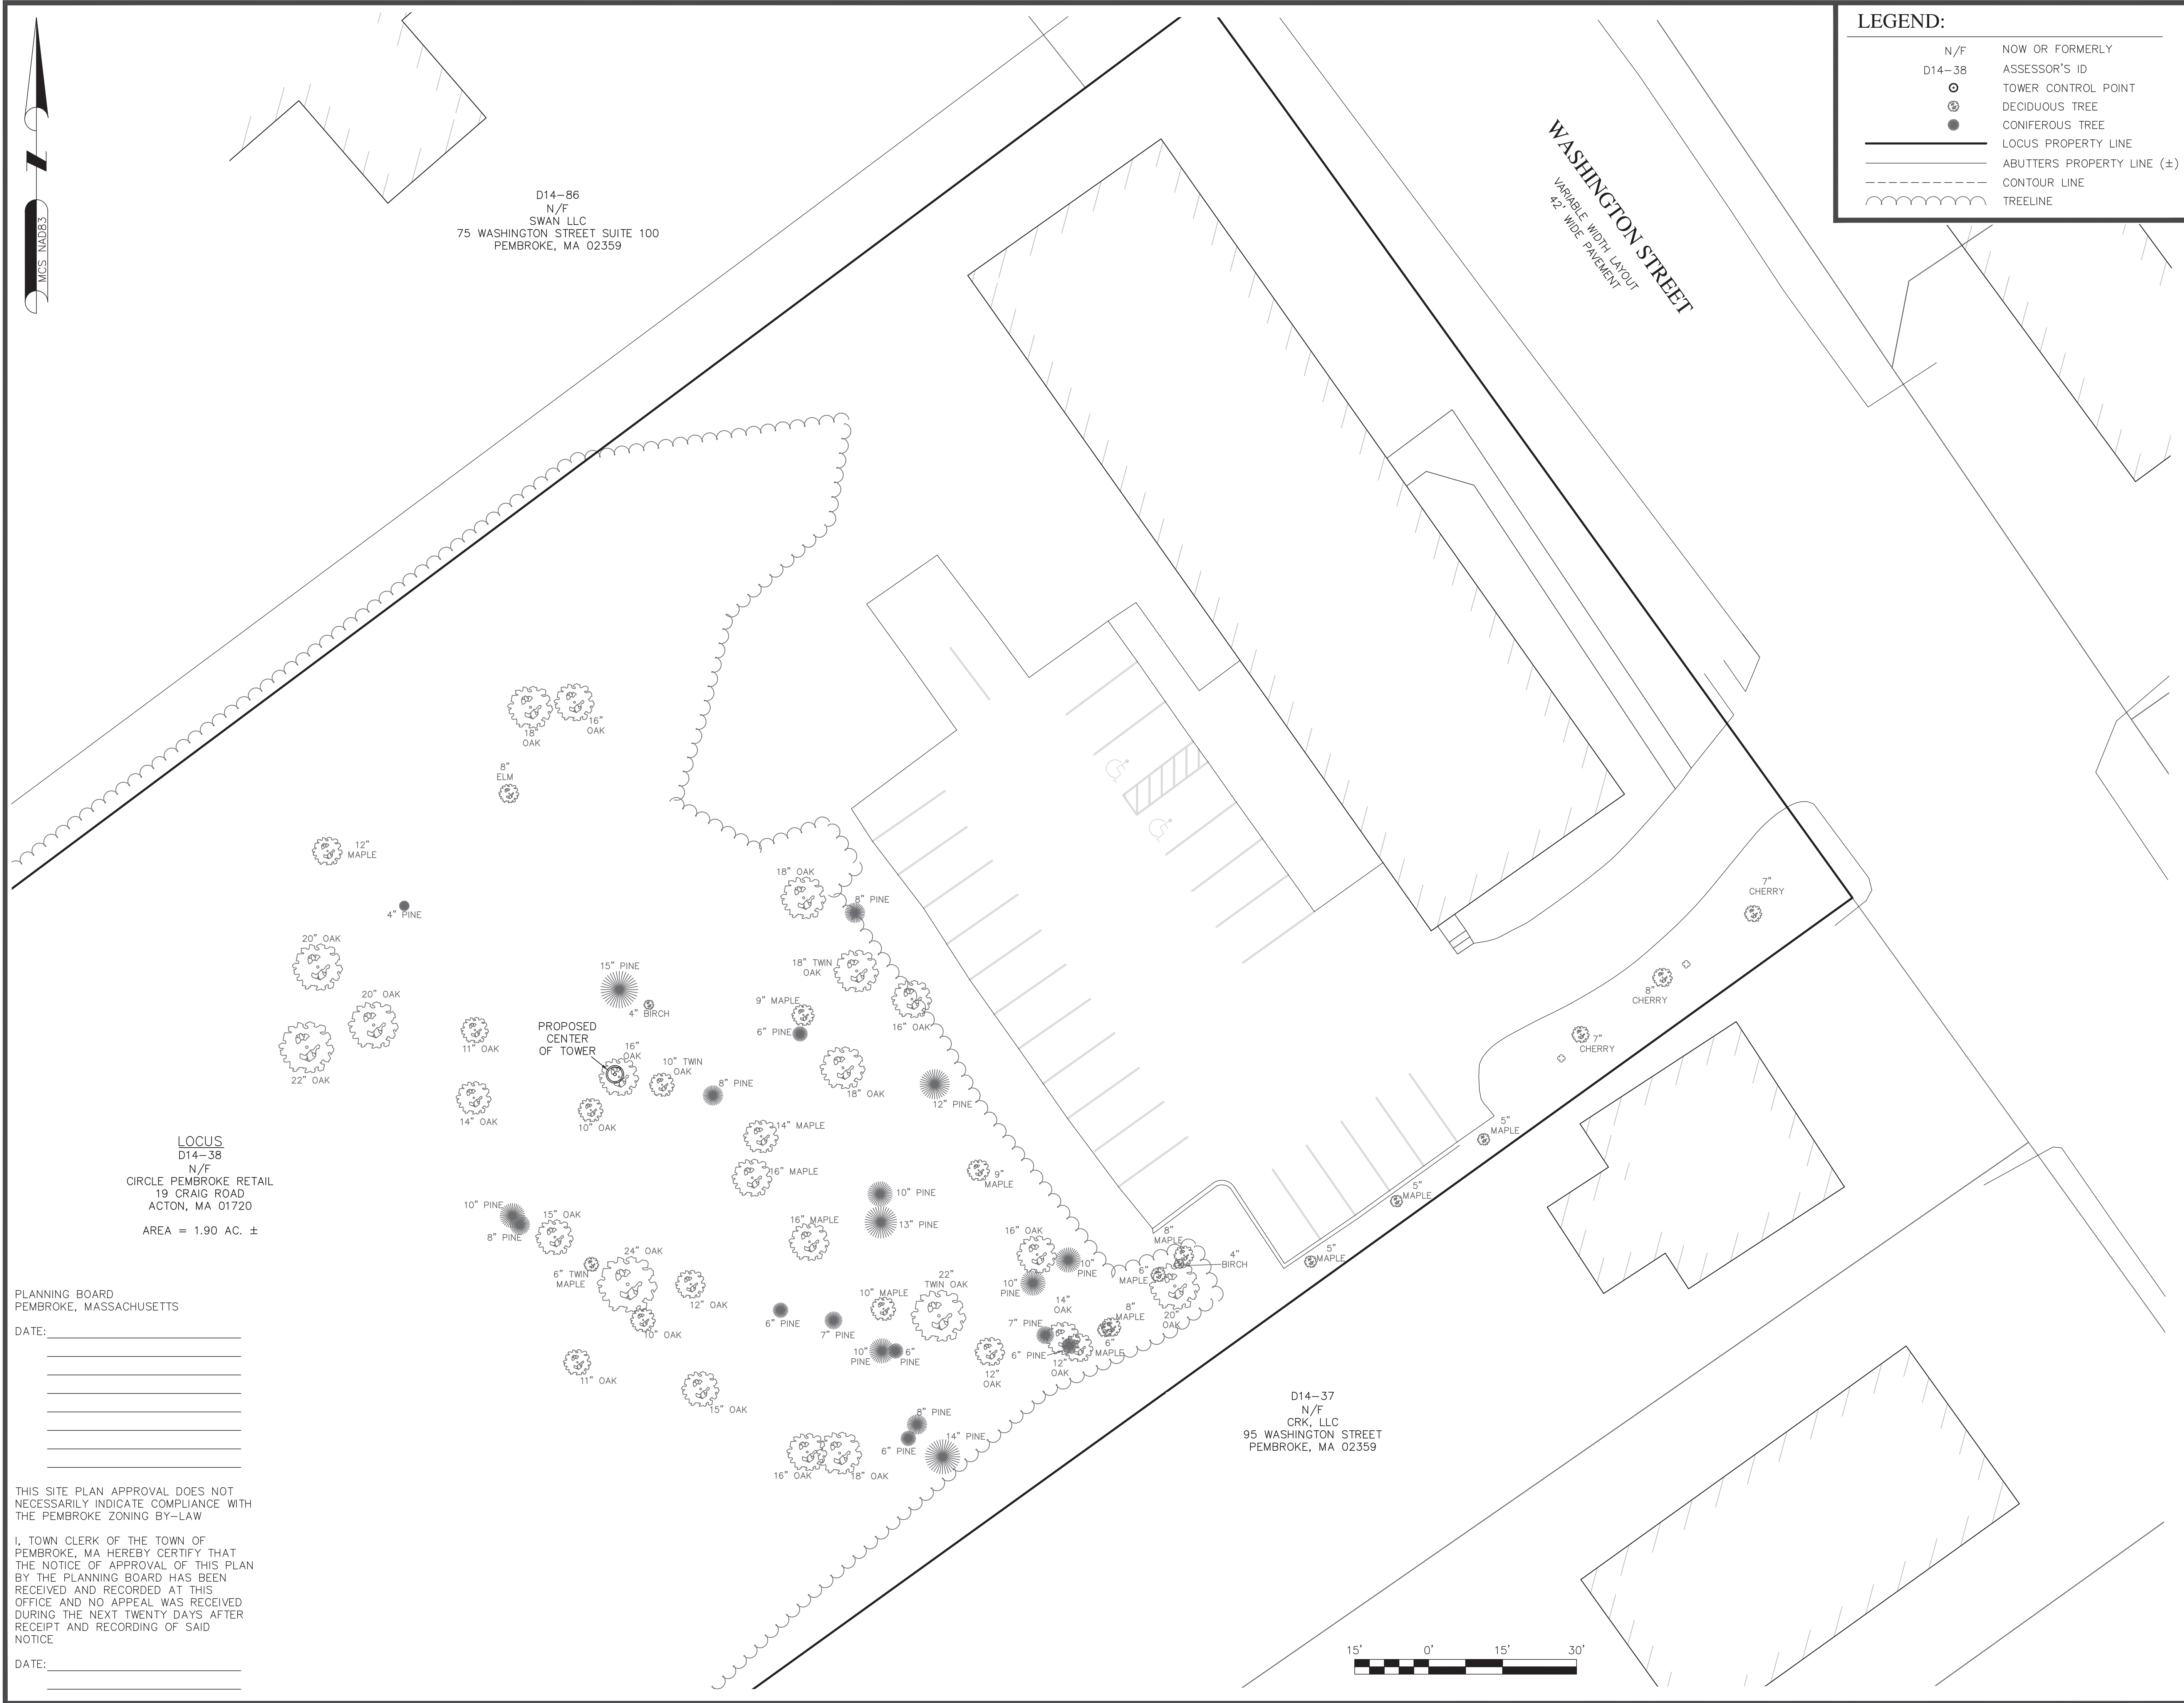 LEGEND:
N/F NOW OR FORMERLY
D14-38 ASSESSOR'S ID
TOWER CONTROL POINT
DECIDUOUS TREE
CONIFEROUS TREE
LOCUS PROPERTY LINE
ABUTTERS PROPERTY LINE (±)
CONTOUR LINE
TREELINE
N
MCS NAD83
D14-86
N/F
SWAN LLC
75 WASHINGTON STREET SUITE 100
PEMBROKE, MA 02359
WASHINGTON STREET
VARIABLE WIDTH LAYOUT
42' WIDE PAVEMENT
16"
OAK
18"
OAK
8"
ELM
12"
MAPLE
4" PINE
18" OAK
8" PINE
7"
CHERRY
20" OAK
15" PINE
18" TWIN
OAK
8"
CHERRY
20" OAK
4" BIRCH
9" MAPLE
16" OAK
6" PINE
7"
CHERRY
11" OAK
PROPOSED
CENTER
OF TOWER
16"
OAK
10" TWIN
OAK
22" OAK
8" PINE
18" OAK
12" PINE
14" OAK
10" OAK
14" MAPLE
5"
MAPLE
16" MAPLE
9"
MAPLE
5"
MAPLE
LOCUS
D14-38
N/F
CIRCLE PEMBROKE RETAIL
19 CRAIG ROAD
ACTON, MA 01720
AREA = 1.90 AC. ±
10" PINE
10" PINE
8" PINE
15" OAK
16" MAPLE
13" PINE
16" OAK
8"
MAPLE
5"
MAPLE
24" OAK
6" TWIN
MAPLE
10"
PINE
6"
MAPLE
4"
BIRCH
10"
PINE
22"
TWIN OAK
12" OAK
10" MAPLE
14"
OAK
8"
MAPLE
20"
OAK
6" PINE
7" PINE
7" PINE
10" OAK
10"
PINE
6"
PINE
6" PINE
6"
MAPLE
12"
OAK
12"
OAK
11" OAK
15" OAK
8" PINE
6" PINE
14" PINE
16" OAK
18" OAK
D14-37
N/F
CRK, LLC
95 WASHINGTON STREET
PEMBROKE, MA 02359
PLANNING BOARD
PEMBROKE, MASSACHUSETTS
DATE:
THIS SITE PLAN APPROVAL DOES NOT
NECESSARILY INDICATE COMPLIANCE WITH
THE PEMBROKE ZONING BY-LAW
I, TOWN CLERK OF THE TOWN OF
PEMBROKE, MA HEREBY CERTIFY THAT
THE NOTICE OF APPROVAL OF THIS PLAN
BY THE PLANNING BOARD HAS BEEN
RECEIVED AND RECORDED AT THIS
OFFICE AND NO APPEAL WAS RECEIVED
DURING THE NEXT TWENTY DAYS AFTER
RECEIPT AND RECORDING OF SAID
NOTICE
DATE:
15' 0' 15' 30'